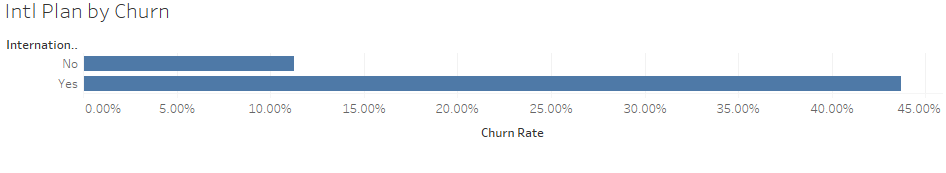 Intl Plan by Churn
Internation..
No
Yes
0.00% 5.00% 10.00% 15.00% 20.00% 25.00% 30.00% 35.00% 40.00% 45.00%
Churn Rate